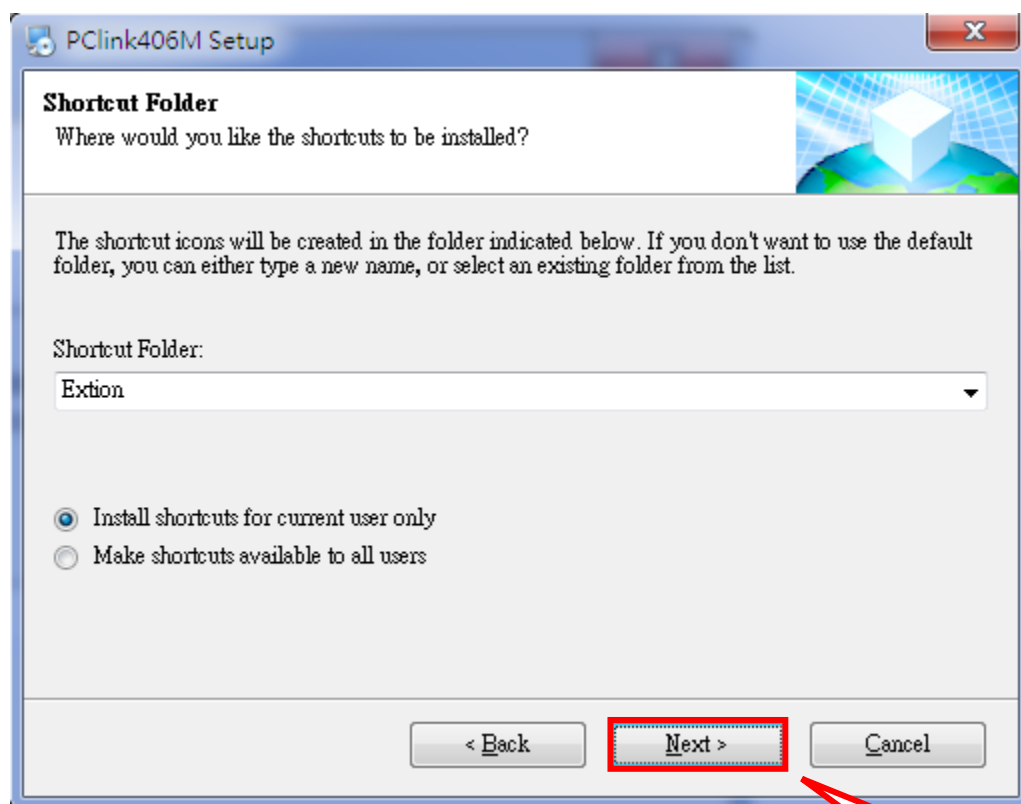 PClink406M Setup
Shortcut Folder
Where would you like the shortcuts to be installed?
The shortcut icons will be created in the folder indicated below. If you don't want to use the default
folder, you can either type a new name, or select an existing folder from the list.
Shortcut Folder:
Extion
Install shortcuts for current user only
Make shortcuts available to all users
< Back
Next >
Cancel